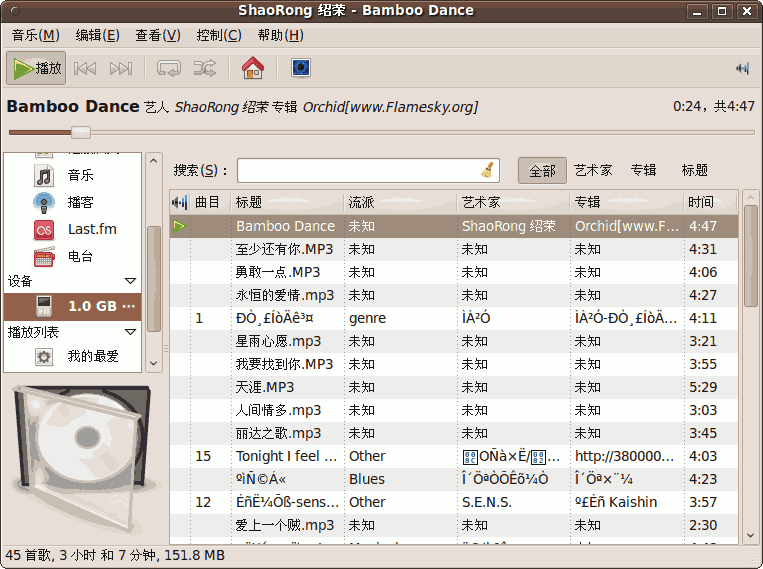 ShaoRong 绍荣 - Bamboo Dance
音乐(M) 编辑(E) 查看(V) 控制(C) 帮助(H)
播放
Bamboo Dance 艺人 ShaoRong 绍荣 专辑 Orchid[www.Flamesky.org] 0:24，共4:47
音乐
播客
Last.fm
电台
设备
1.0 GB ···
播放列表
我的最爱
搜索(S)： 全部 艺术家 专辑 标题
曲目 标题 流派 艺术家 专辑 时间
Bamboo Dance 未知 ShaoRong 绍荣 Orchid[www.F... 4:47
至少还有你.MP3 未知 未知 未知 4:31
勇敢一点.MP3 未知 未知 未知 4:06
永恒的爱情.mp3 未知 未知 未知 4:27
1 ÐÒ¸£ÍòÄê³¤ genre ÌÀ²Ó ÌÀ²Ó-ÐÒ¸£ÍòÄ... 4:11
星雨心愿.mp3 未知 未知 未知 3:21
我要找到你.MP3 未知 未知 未知 3:55
天涯.MP3 未知 未知 未知 5:29
人间情多.mp3 未知 未知 未知 3:03
丽达之歌.mp3 未知 未知 未知 3:45
15 Tonight I feel ... Other OÑà×Ë/ ... http://380000... 4:03
ºìÑ©Á« Blues Î´ÖªÒÕÊõ¼Ò Î´Öª×¨¼­ 4:23
12 ÉñË¼Õß-sens... Other S.E.N.S. º£Éñ Kaishin 3:57
爱上一个贼.mp3 未知 未知 未知 2:30
45 首歌, 3 小时 和 7 分钟, 151.8 MB